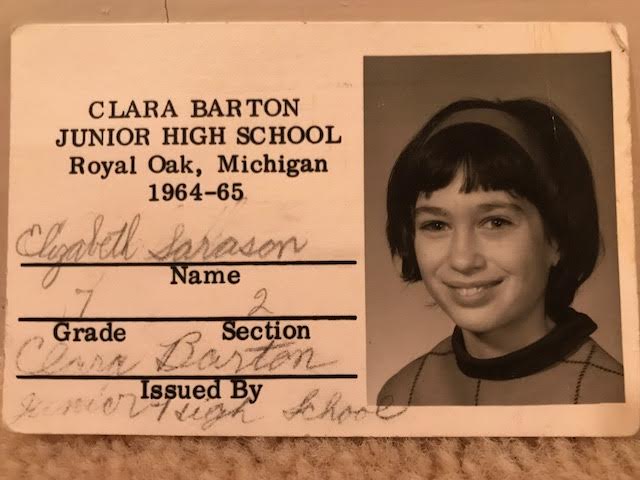 CLARA BARTON
JUNIOR HIGH SCHOOL
Royal Oak, Michigan
1964-65
Elizabeth Sarason
Name
7 2
Grade Section
Clara Barton
Issued By
Junior High School